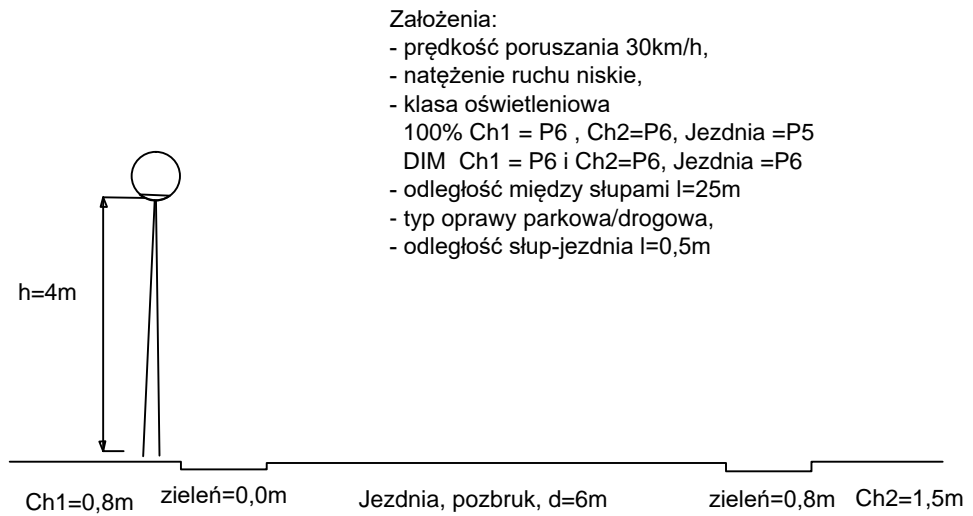 Założenia:
- prędkość poruszania 30km/h,
- natężenie ruchu niskie,
- klasa oświetleniowa
100% Ch1 = P6 , Ch2=P6, Jezdnia =P5
DIM Ch1 = P6 i Ch2=P6, Jezdnia =P6
- odległość między słupami l=25m
- typ oprawy parkowa/drogowa,
- odległość słup-jezdnia l=0,5m
h=4m
Ch1=0,8m zieleń=0,0m Jezdnia, pozbruk, d=6m zieleń=0,8m Ch2=1,5m